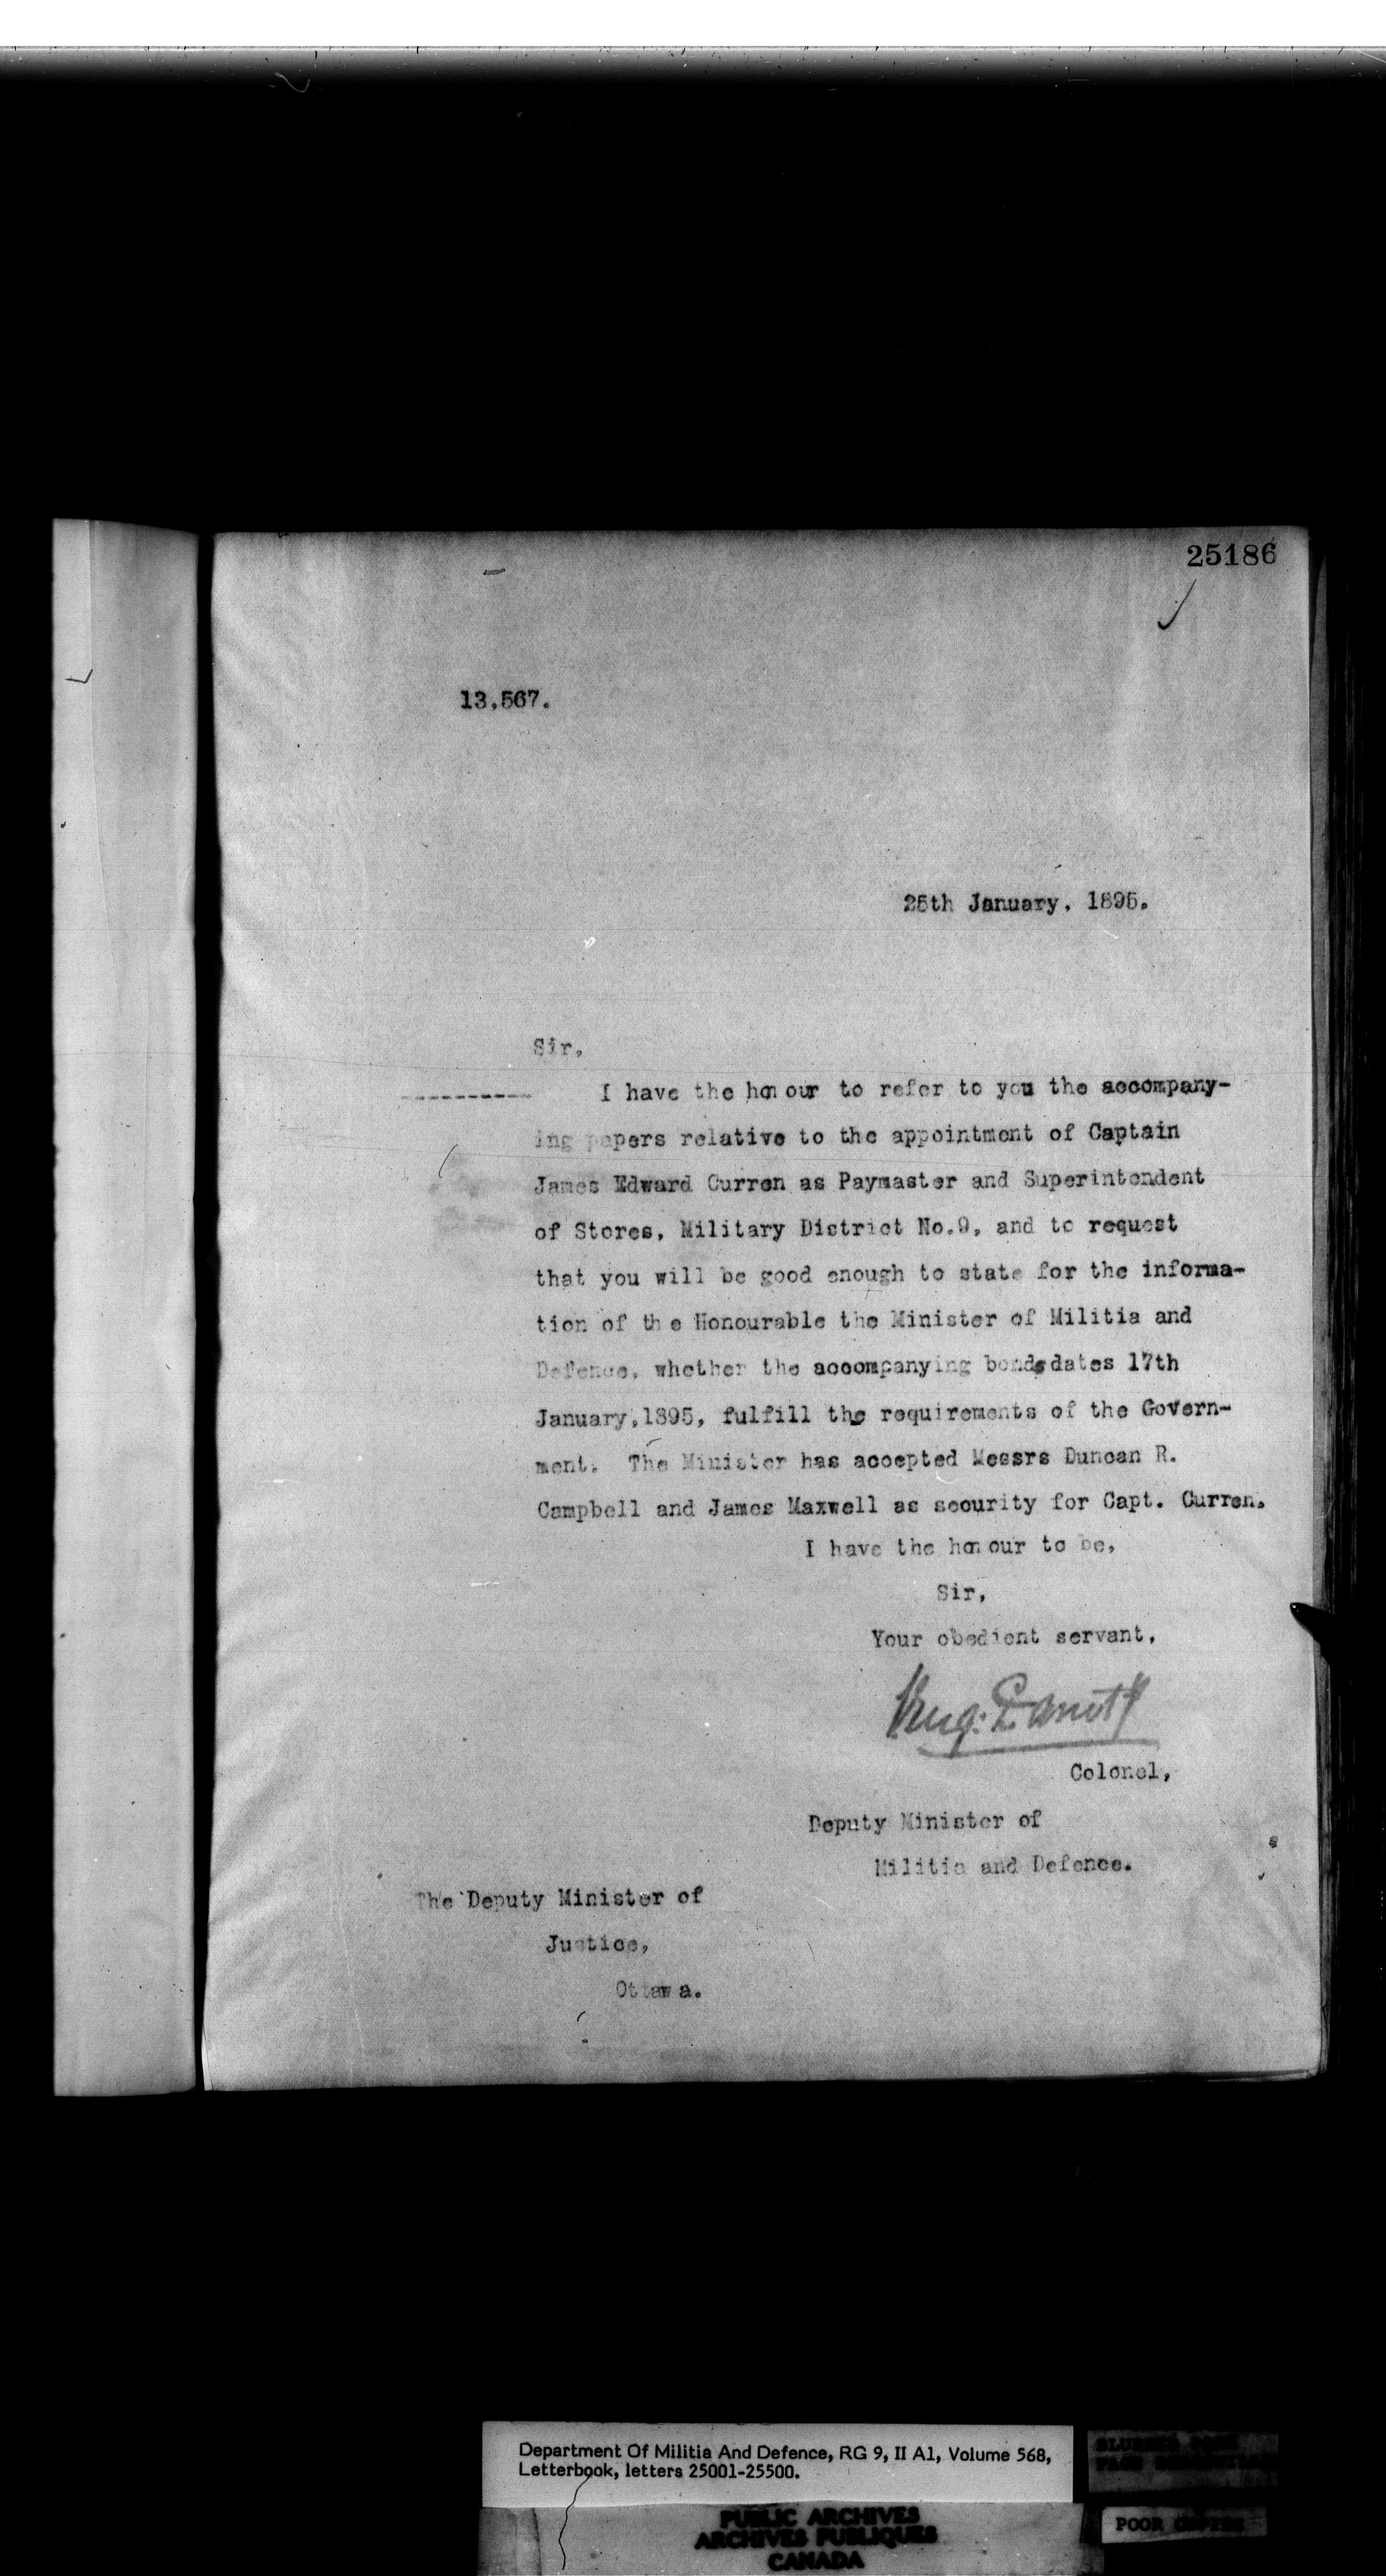 25186
13,567.
25th January, 1895.
Sir,
I have the honour to refer to you the accompany-
ing papers relative to the appointment of Captain
James Edward Curren as Paymaster and Superintendent
of Stores, Military District No.9, and to request
that you will be good enough to state for the informa-
tion of the Honourable the Minister of Militia and
Defence, whether the accompanying bonds dates 17th
January,1895, fulfill the requirements of the Govern-
ment. The Minister has accepted Messrs Duncan R.
Campbell and James Maxwell as security for Capt. Curren.
I have the honour to be,
Sir,
Your obedient servant,
Colonel,
Deputy Minister of
Militia and Defence.
The Deputy Minister of
Justice,
Ottawa.
Department Of Militia And Defence, RG 9, II A1, Volume 568,
Letterbook, letters 25001-25500.
PUBLIC ARCHIVES
ARCHIVES PUBLIQUES
CANADA
POOR